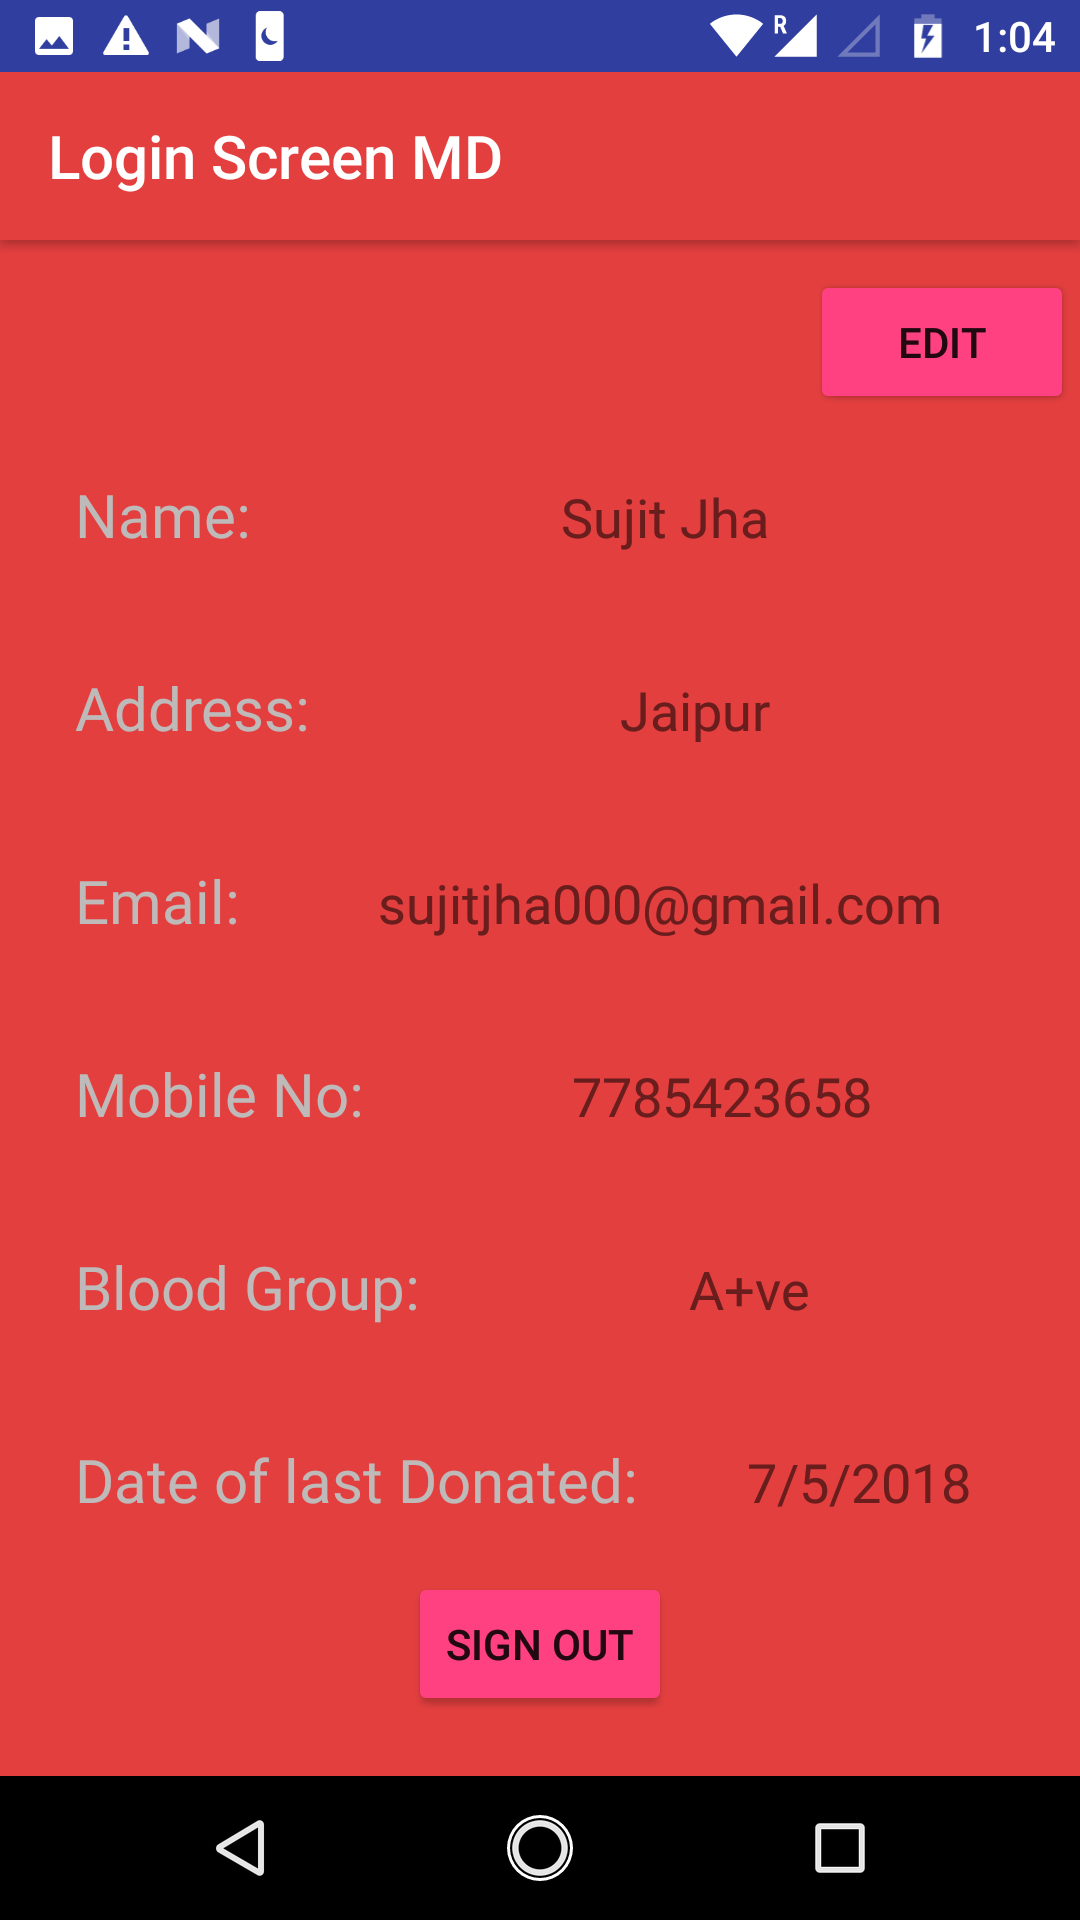 R 1:04
Login Screen MD
EDIT
Name: Sujit Jha
Address: Jaipur
Email: sujitjha000@gmail.com
Mobile No: 7785423658
Blood Group: A+ve
Date of last Donated: 7/5/2018
SIGN OUT